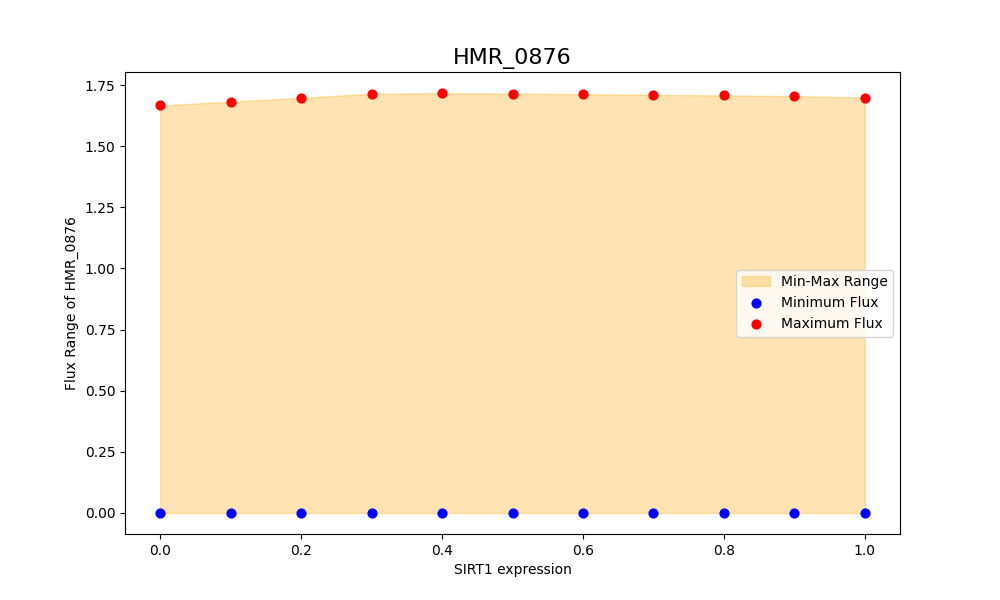 HMR_0876
Flux Range of HMR_0876
1.75
1.50
1.25
1.00
0.75
0.50
0.25
0.00
Min-Max Range
Minimum Flux
Maximum Flux
0.0 0.2 0.4 0.6 0.8 1.0
SIRT1 expression